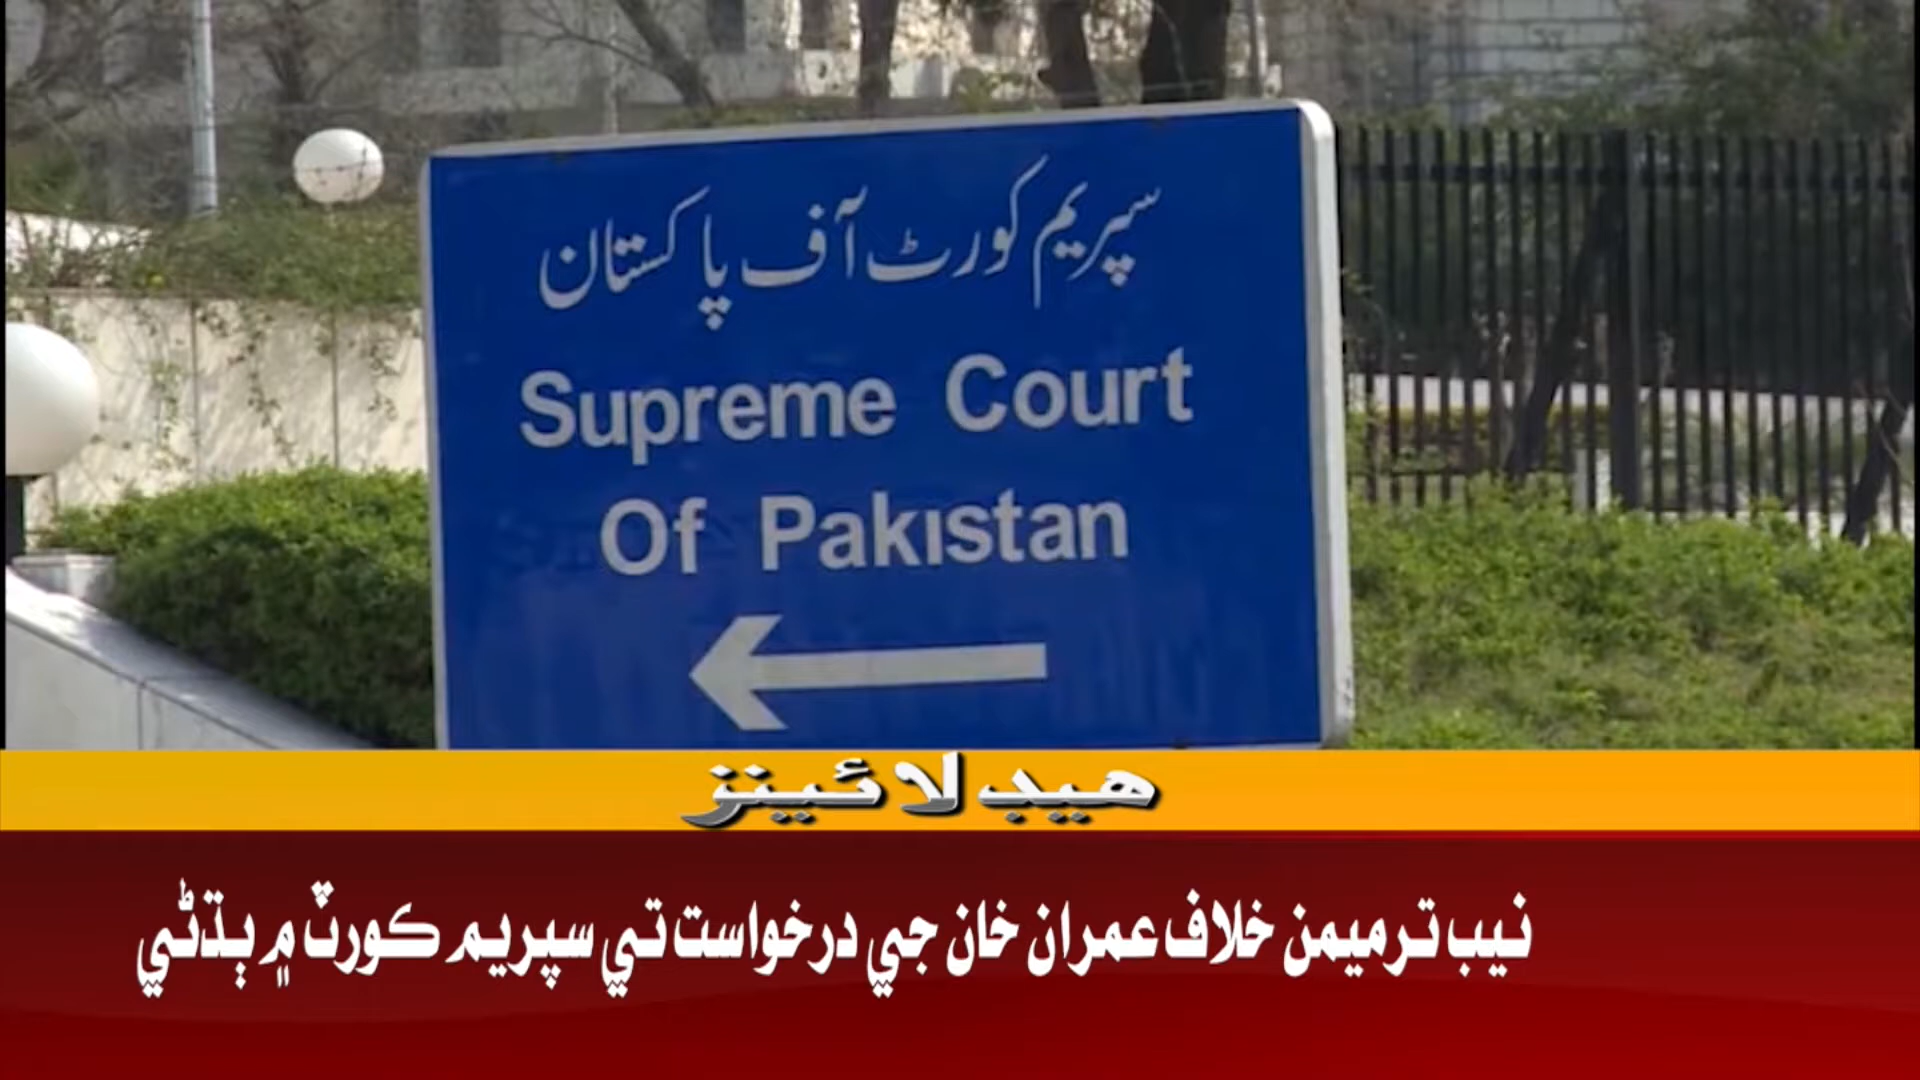 سپریم کورٹ آف پاکستان
Supreme Court
Of Pakistan
هيڊ لائينز
نيب ترميمن خلاف عمران خان جي درخواست تي سپريم ڪورٽ ۾ ٻڌڻي